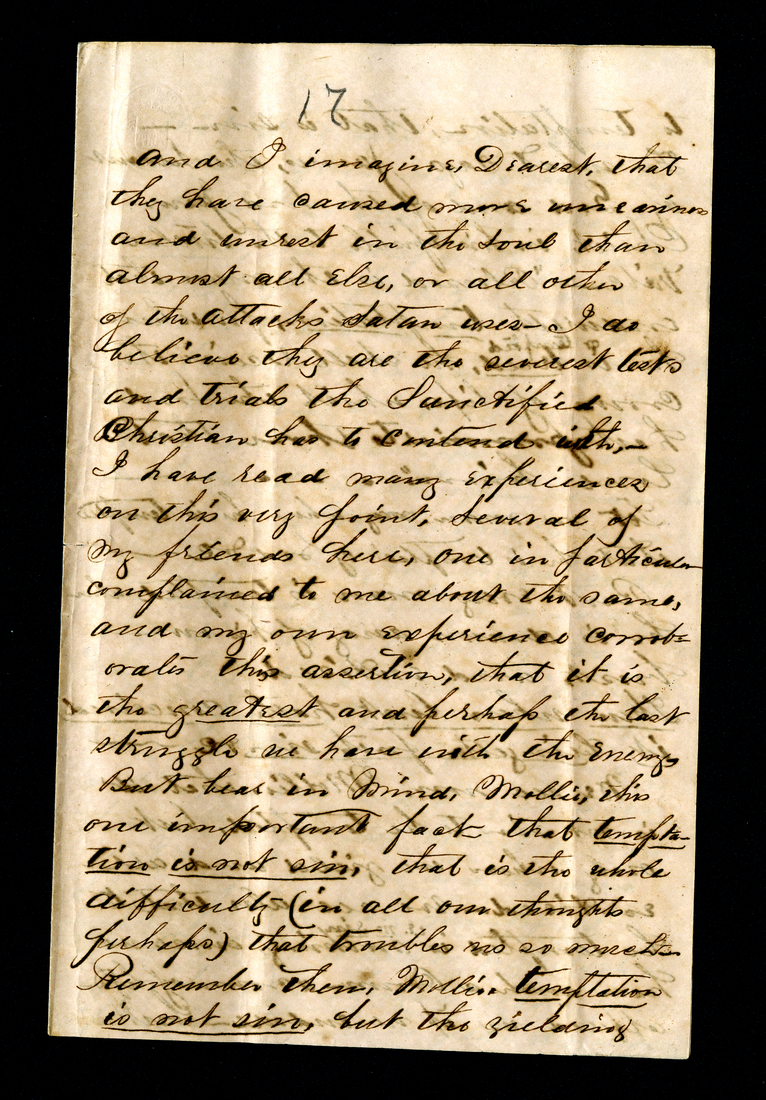 17
And I imagine, Dearest, that
they have caused more uneasiness
and unrest in the soul than
almost all else, or all other
of the attacks Satan uses— I do
believe they are the severest tests
and trials the Sanctified
Christian has to contend with,—
I have read many experiences
on this very point, several of
my friends here, one in particular
complained to me about the same,
and my own experience corrob=
orates this assertion, that it is
the greatest and perhaps the last
struggle we have with the enemy
But bear in Mind, Mollie, this
one important fact that tempta-
tion is not sin, that is the whole
difficulty (in all our thoughts
perhaps) that troubles us so much—
Remember then, Mollie, temptation
is not sin, but the yielding